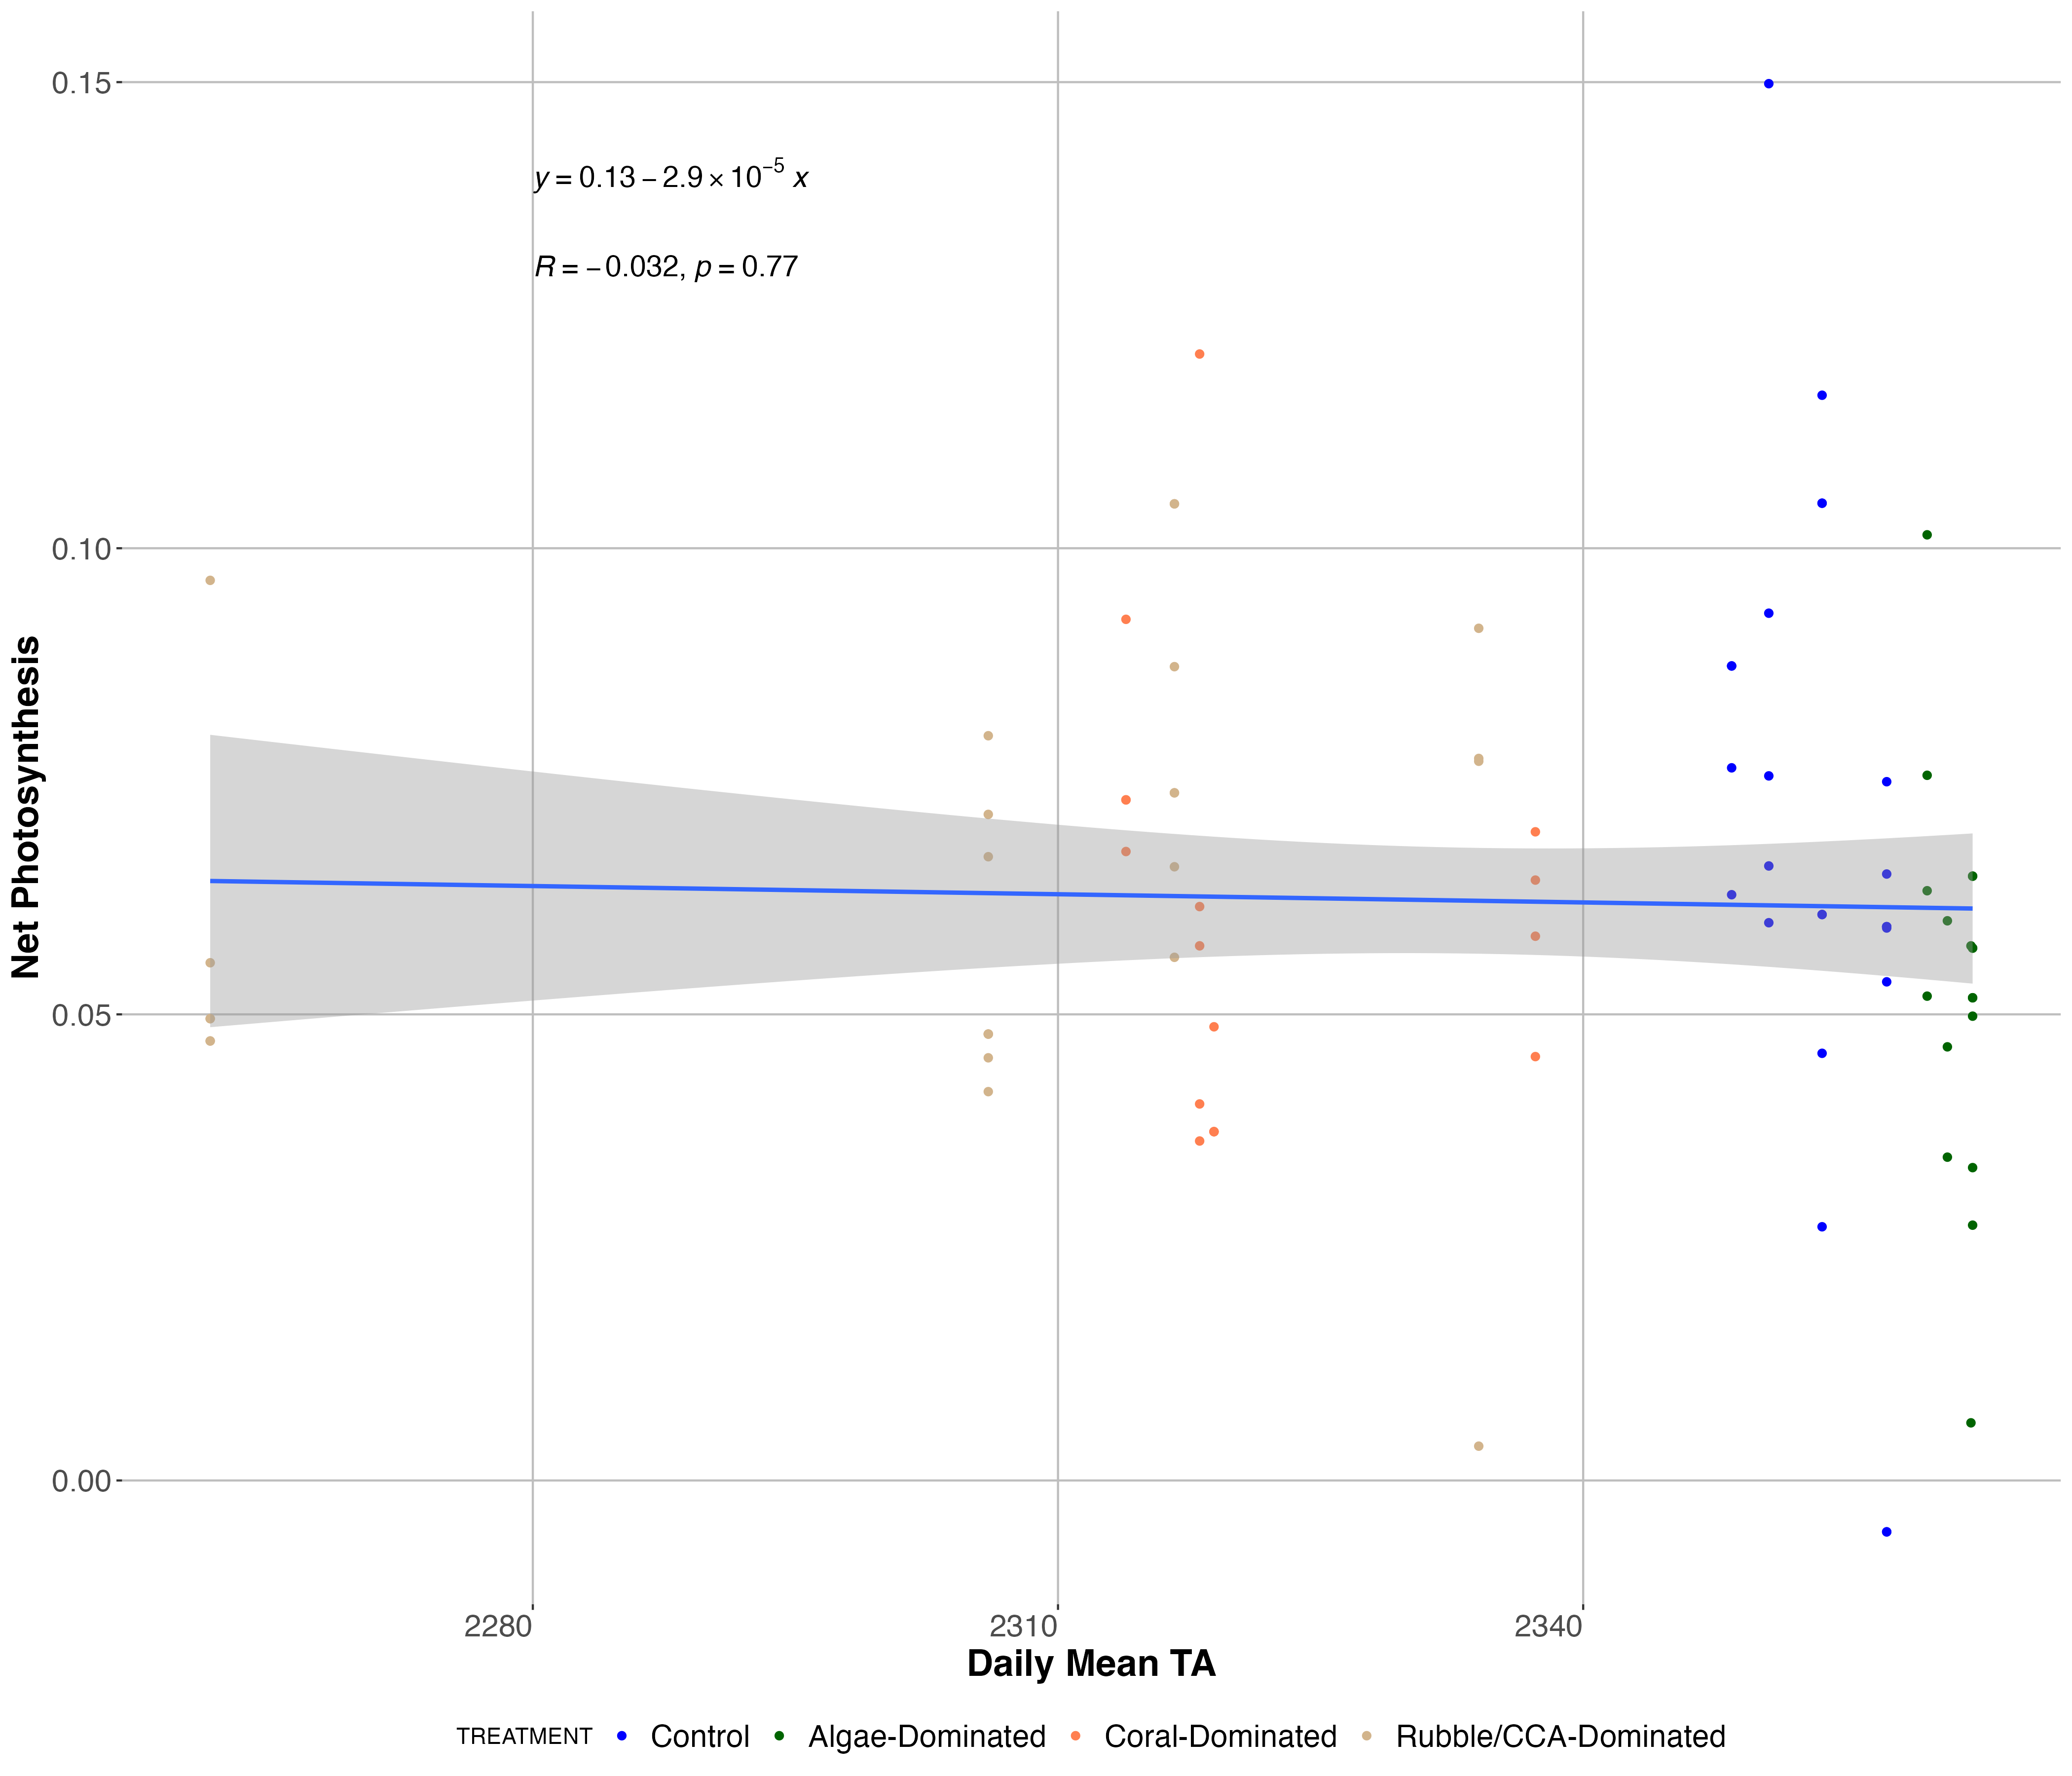 0.15
y = 0.13 − 2.9 × 10⁻⁵ x
R = −0.032, p = 0.77
0.10
Net Photosynthesis
0.05
0.00
2280 2310 2340
Daily Mean TA
TREATMENT Control Algae-Dominated Coral-Dominated Rubble/CCA-Dominated